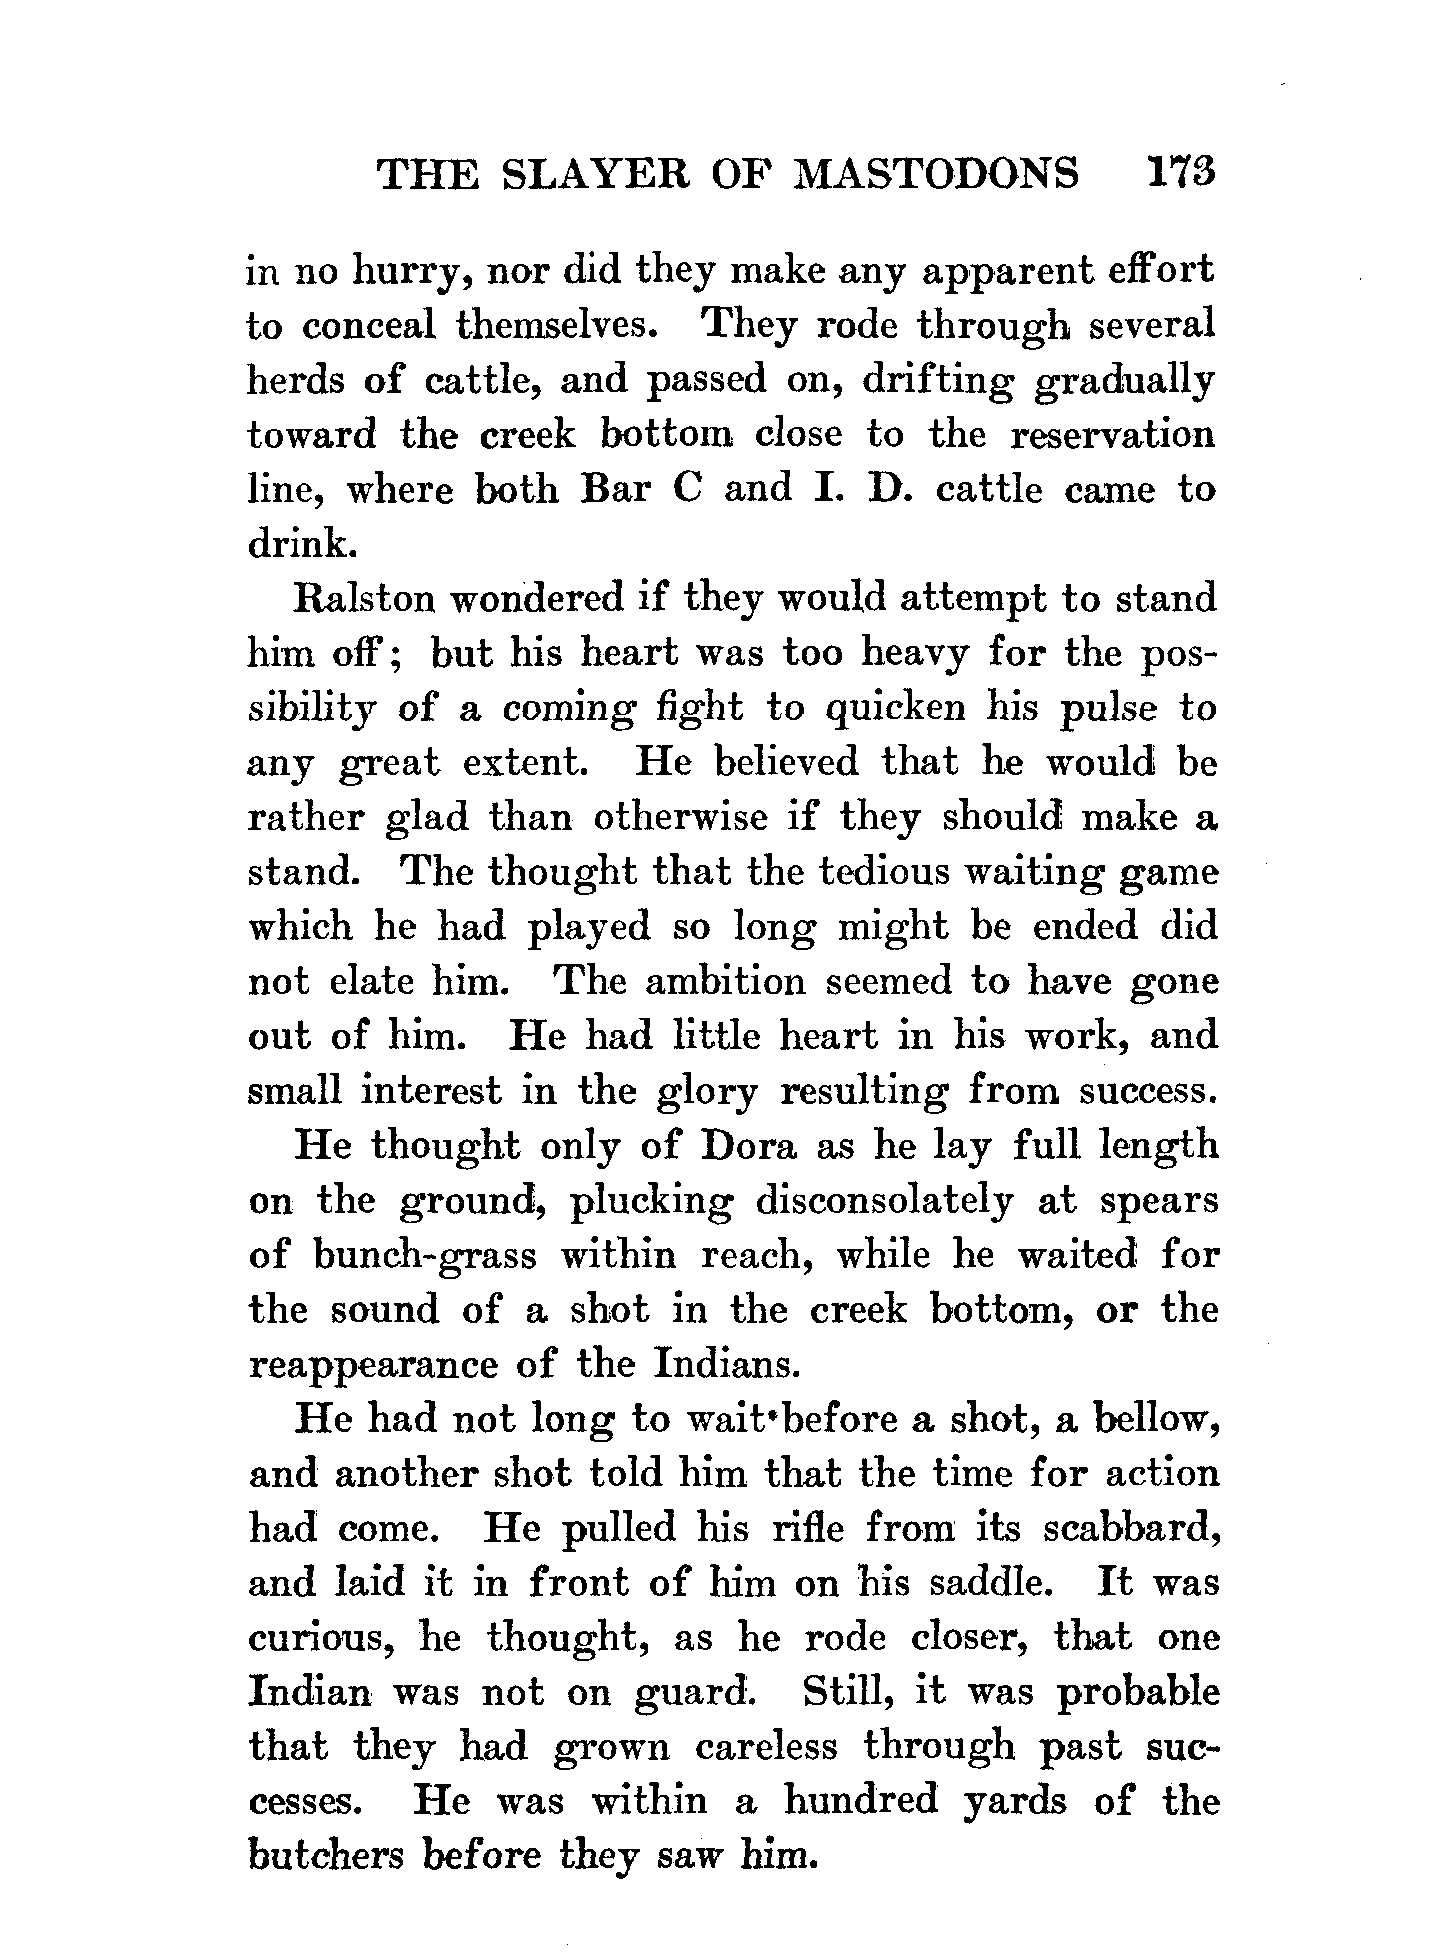 THE SLAYER OF MASTODONS 173
in no hurry, nor did they make any apparent effort
to conceal themselves. They rode through several
herds of cattle, and passed on, drifting gradually
toward the creek bottom close to the reservation
line, where both Bar C and I. D. cattle came to
drink.
Ralston wondered if they would attempt to stand
him off; but his heart was too heavy for the pos-
sibility of a coming fight to quicken his pulse to
any great extent. He believed that he would be
rather glad than otherwise if they should make a
stand. The thought that the tedious waiting game
which he had played so long might be ended did
not elate him. The ambition seemed to have gone
out of him. He had little heart in his work, and
small interest in the glory resulting from success.
He thought only of Dora as he lay full length
on the ground, plucking disconsolately at spears
of bunch-grass within reach, while he waited for
the sound of a shot in the creek bottom, or the
reappearance of the Indians.
He had not long to wait before a shot, a bellow,
and another shot told him that the time for action
had come. He pulled his rifle from its scabbard,
and laid it in front of him on his saddle. It was
curious, he thought, as he rode closer, that one
Indian was not on guard. Still, it was probable
that they had grown careless through past suc-
cesses. He was within a hundred yards of the
butchers before they saw him.